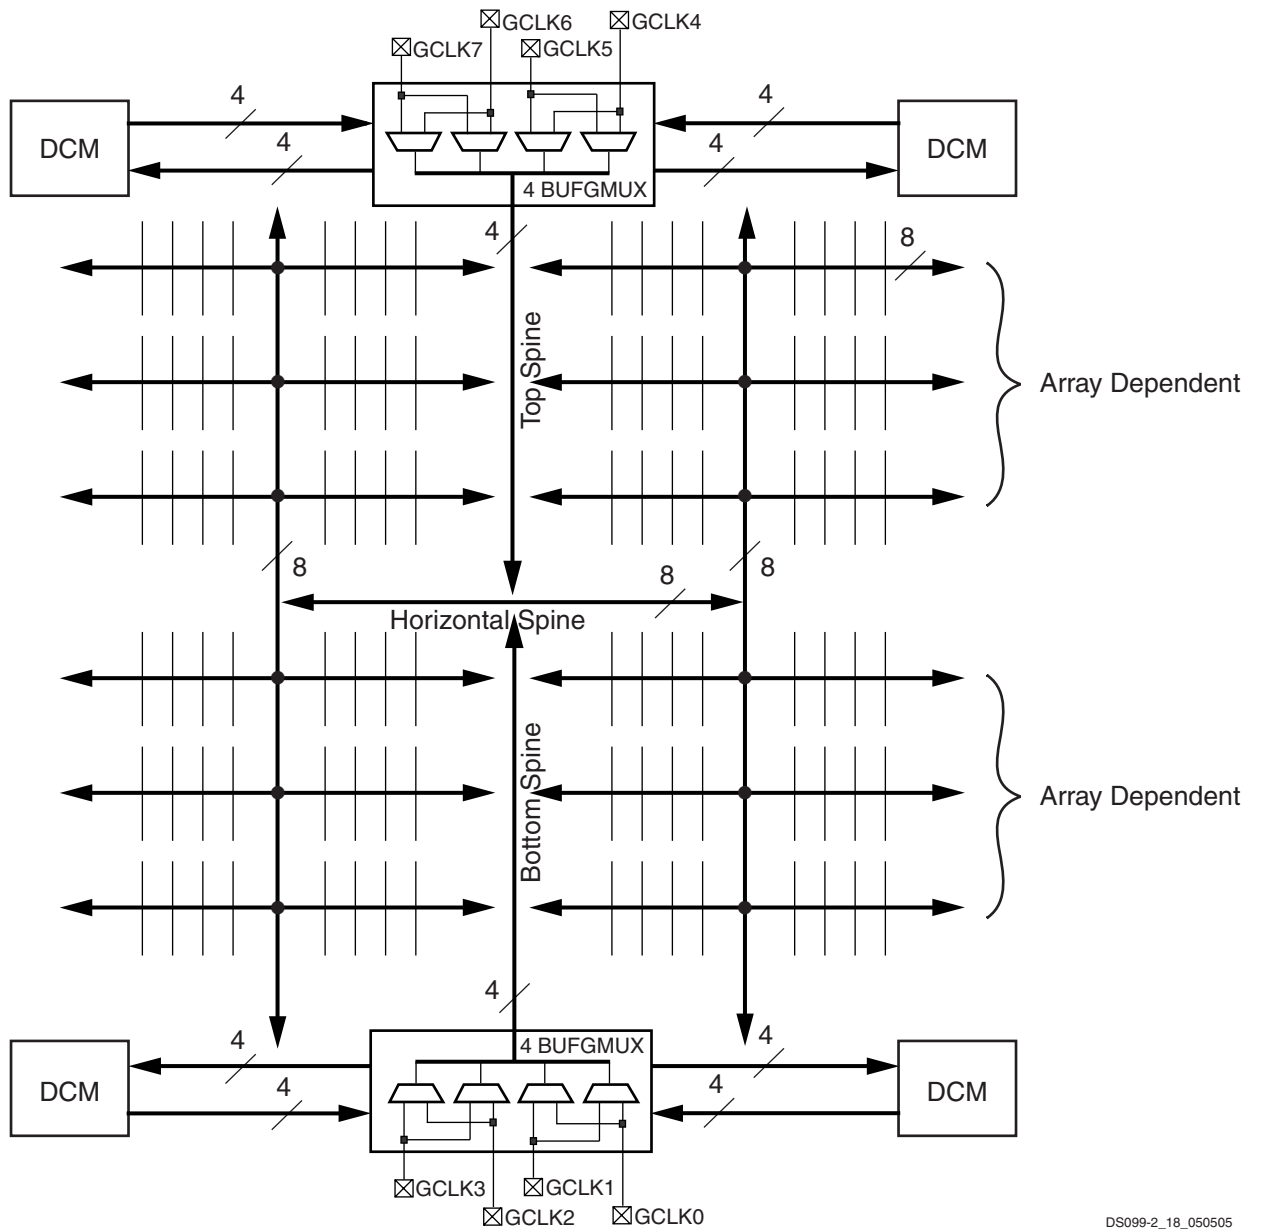 GCLK6
GCLK4
GCLK7
GCLK5
4
4
DCM
DCM
4
4
4 BUFGMUX
4
8
Top Spine
Array Dependent
8
8
8
Horizontal Spine
Bottom Spine
Array Dependent
4
4 BUFGMUX
4
4
DCM
DCM
4
4
GCLK3
GCLK1
GCLK2
GCLK0
DS099-2_18_050505